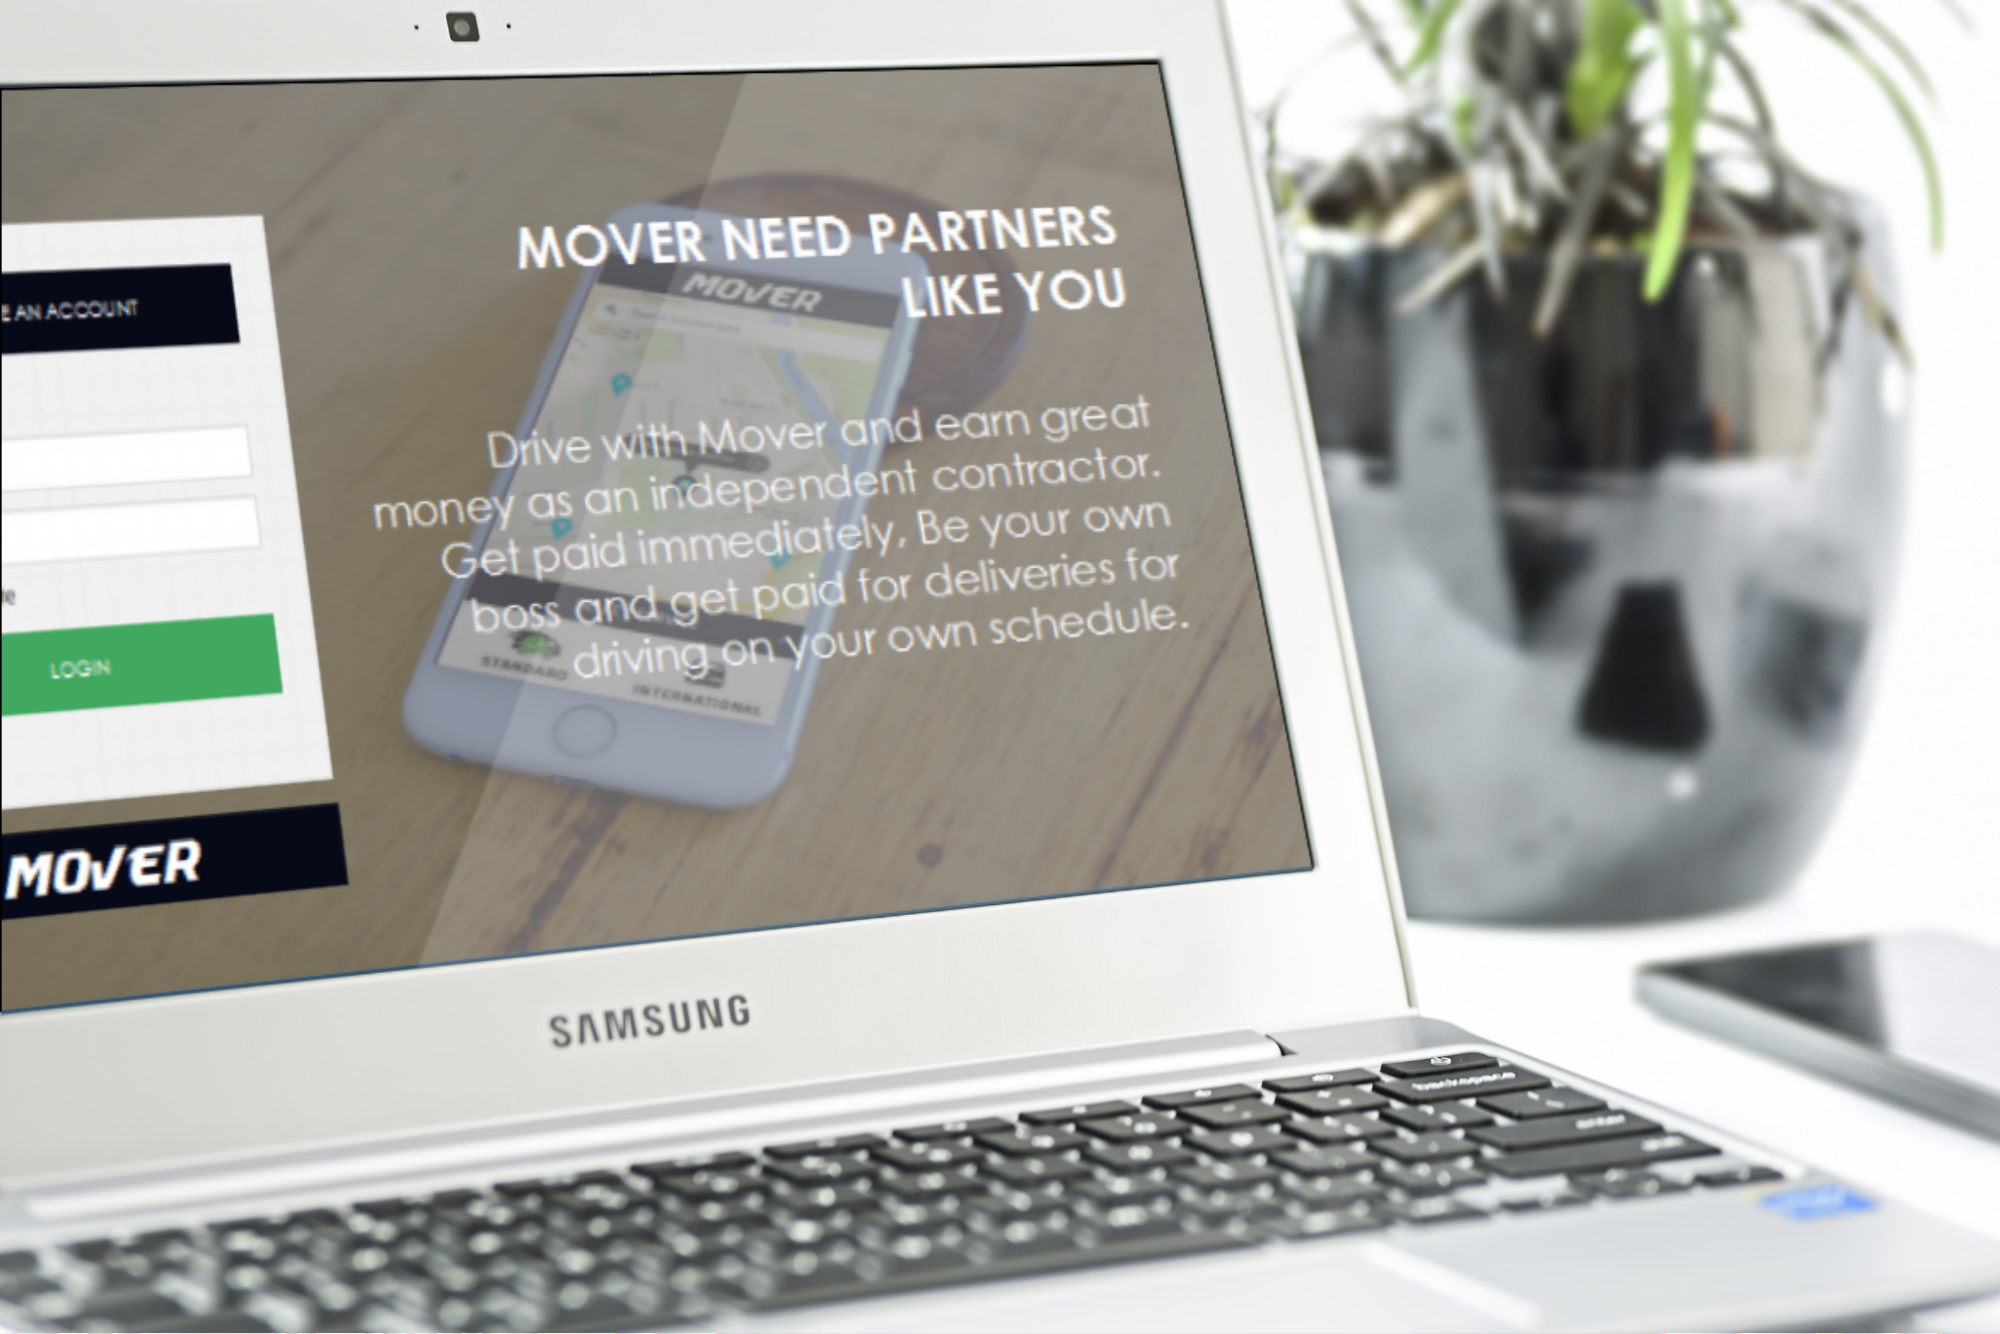 MOVER NEED PARTNERS
LIKE YOU
MOVER
E AN ACCOUNT
Drive with Mover and earn great
money as an independent contractor.
Get paid immediately, Be your own
boss and get paid for deliveries for
driving on your own schedule.
LOGIN
STANDARD
INTERNATIONAL
MOVER
SAMSUNG
backspace
enter